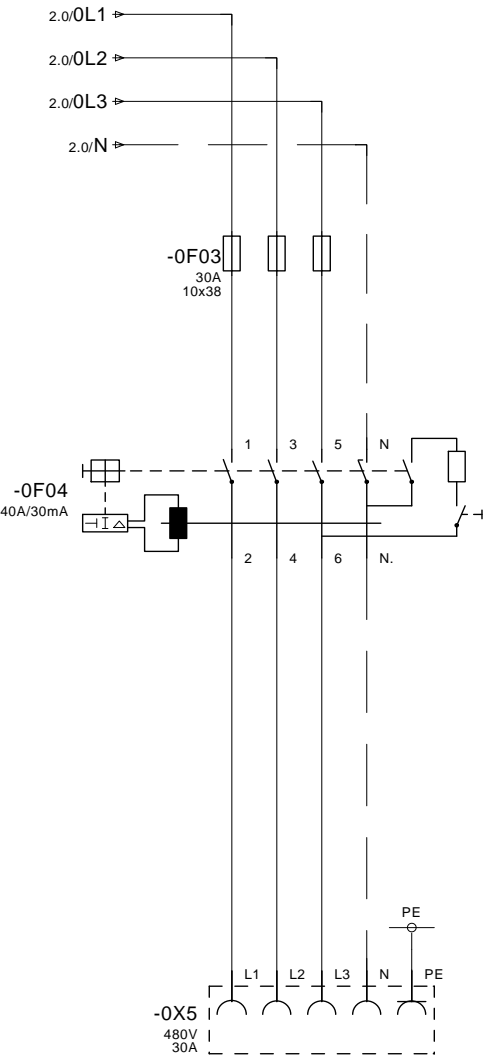 2.0/0L1
2.0/0L2
2.0/0L3
2.0/N
-0F03
30A
10x38
1 3 5 N
-0F04
40A/30mA
2 4 6 N.
PE
L1 L2 L3 N PE
-0X5
480V
30A